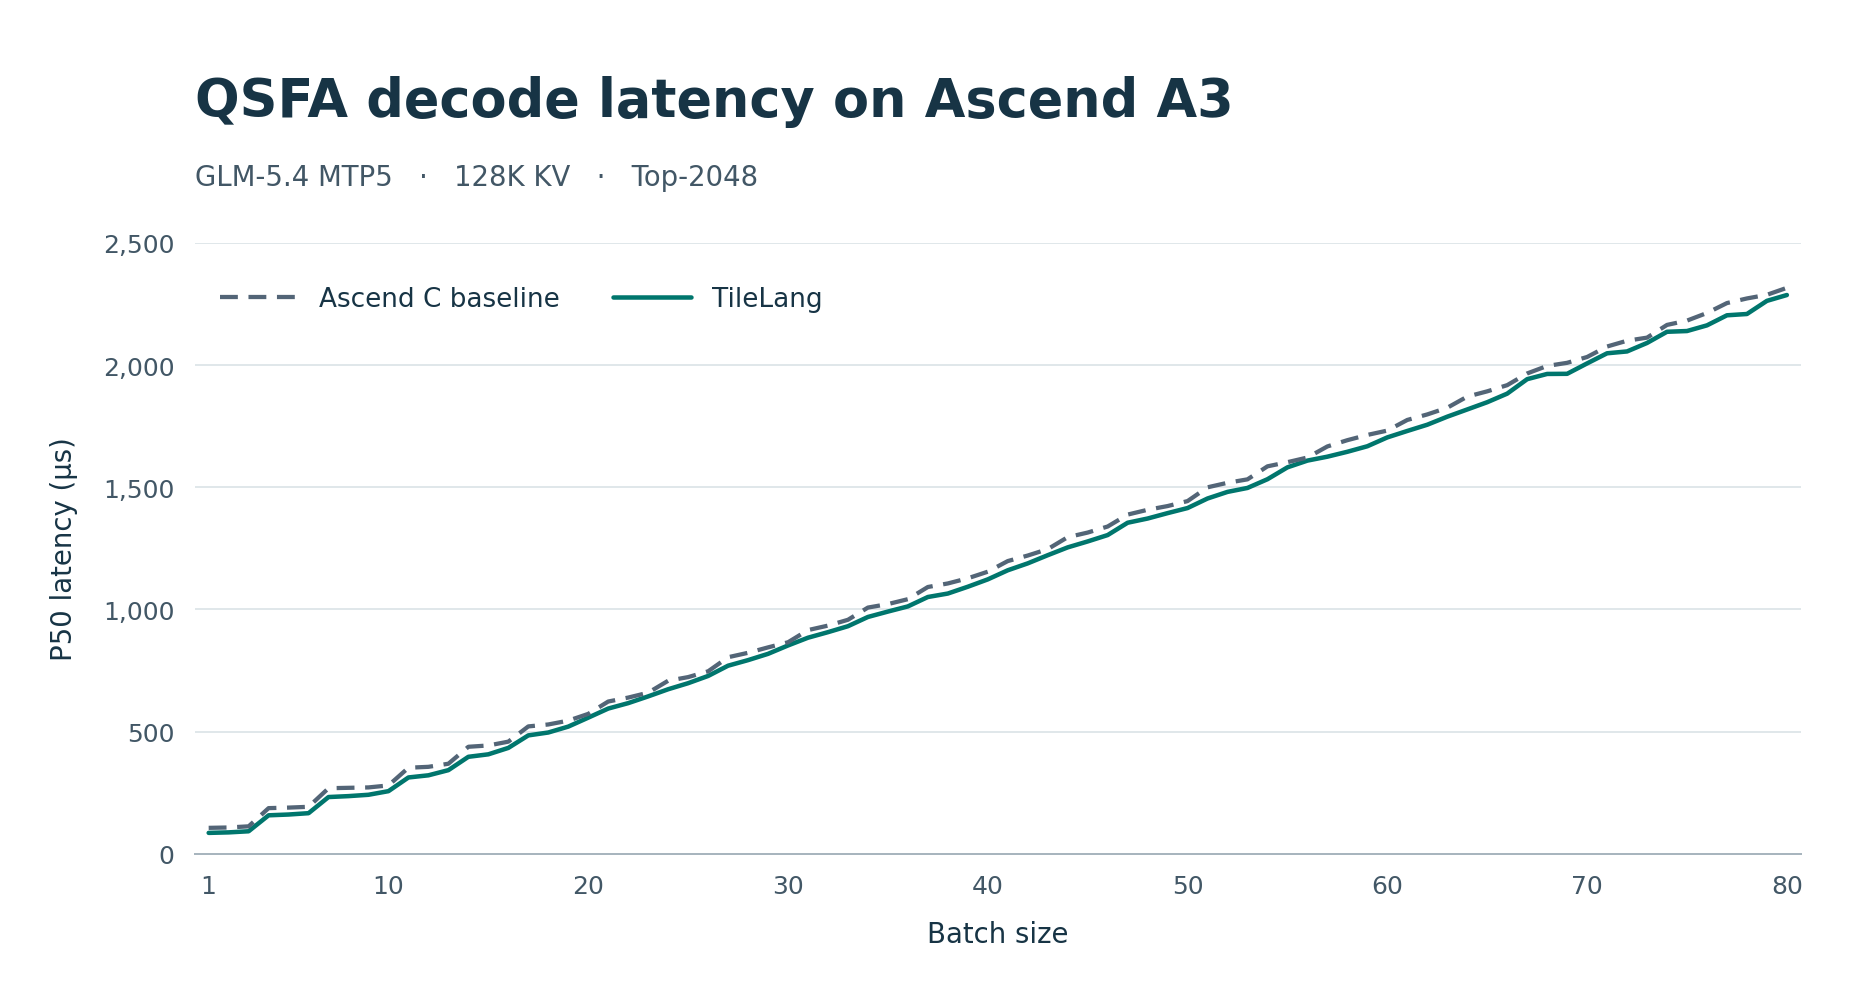 QSFA decode latency on Ascend A3
GLM-5.4 MTP5 · 128K KV · Top-2048
2,500
Ascend C baseline
TileLang
2,000
1,500
1,000
500
0
P50 latency (µs)
1 10 20 30 40 50 60 70 80
Batch size